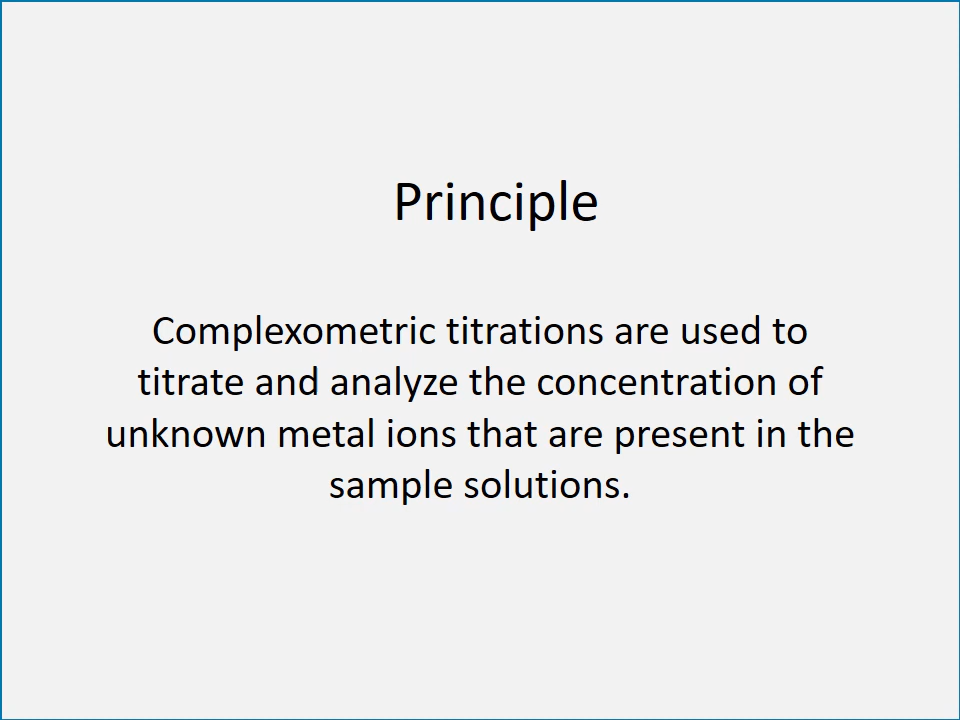 Principle
Complexometric titrations are used to
titrate and analyze the concentration of
unknown metal ions that are present in the
sample solutions.